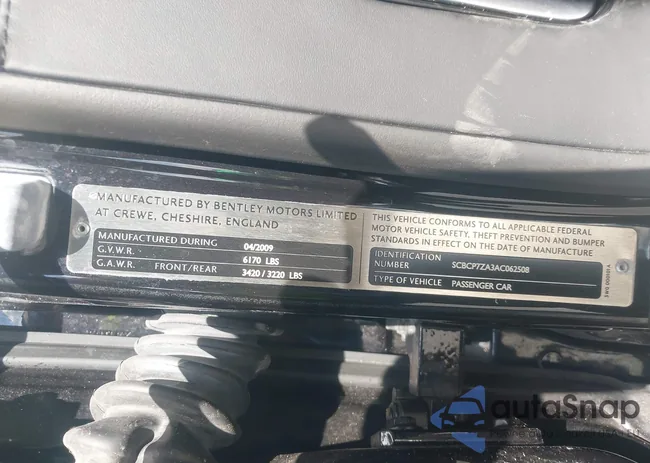 MANUFACTURED BY BENTLEY MOTORS LIMITED
AT CREWE, CHESHIRE, ENGLAND
MANUFACTURED DURING 04/2009
G.V.W.R. 6170 LBS
G.A.W.R. FRONT/REAR 3420 / 3220 LBS
THIS VEHICLE CONFORMS TO ALL APPLICABLE FEDERAL
MOTOR VEHICLE SAFETY, THEFT PREVENTION AND BUMPER
STANDARDS IN EFFECT ON THE DATE OF MANUFACTURE
IDENTIFICATION
NUMBER SCBCP7ZA3AC062508
TYPE OF VEHICLE PASSENGER CAR
autoSnap